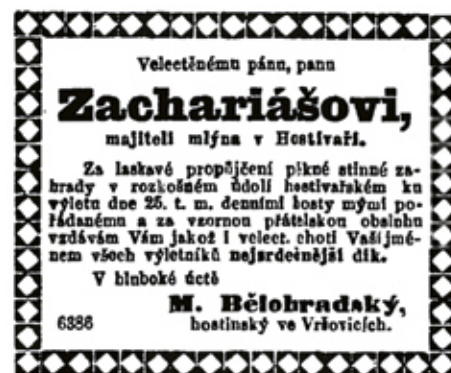 Velectěnému pánu, panu
Zachariášovi,
majiteli mlýna v Hostivaři.
Za laskavé propůjčení pěkné stinné za-
hrady v rozkošném údolí hostivařském ku
výletu dne 25. t. m. denními hosty mými po-
řádanému a za vzornou přátelskou obsluhu
vzdávám Vám jakož i velect. choti Vaší jmé-
nem všech výletníků nejsrdečnější dík.
V hluboké úctě
M. Bělohradský,
6386 hostinský ve Vršovicích.